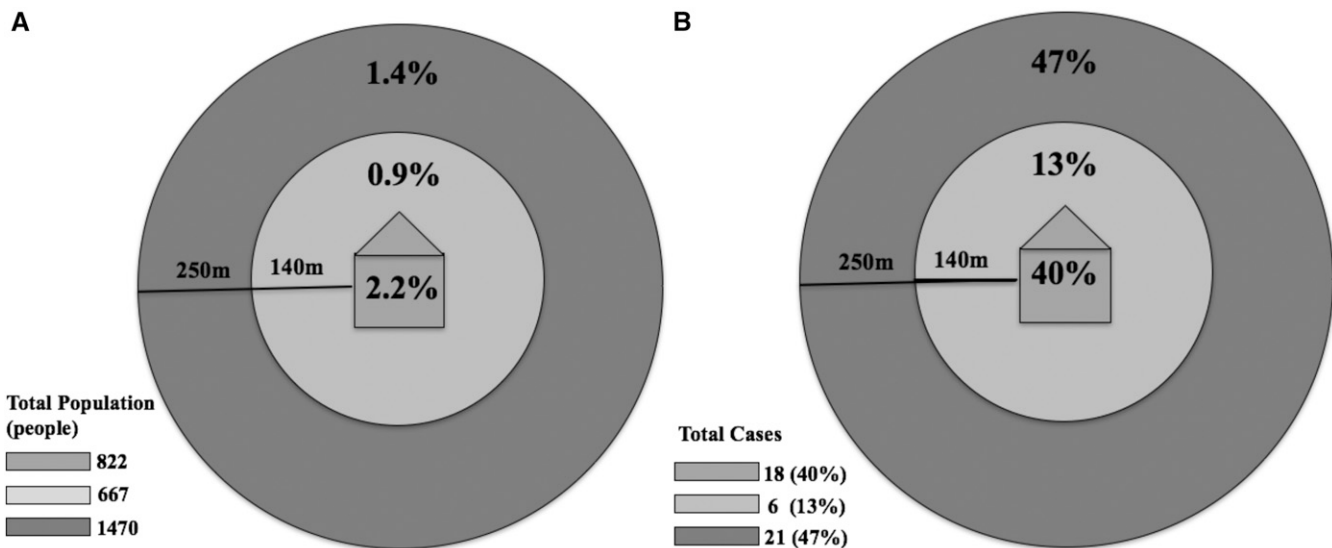 A
1.4%
0.9%
250m
140m
2.2%
Total Population
(people)
822
667
1470
B
47%
13%
250m
140m
40%
Total Cases
18 (40%)
6 (13%)
21 (47%)